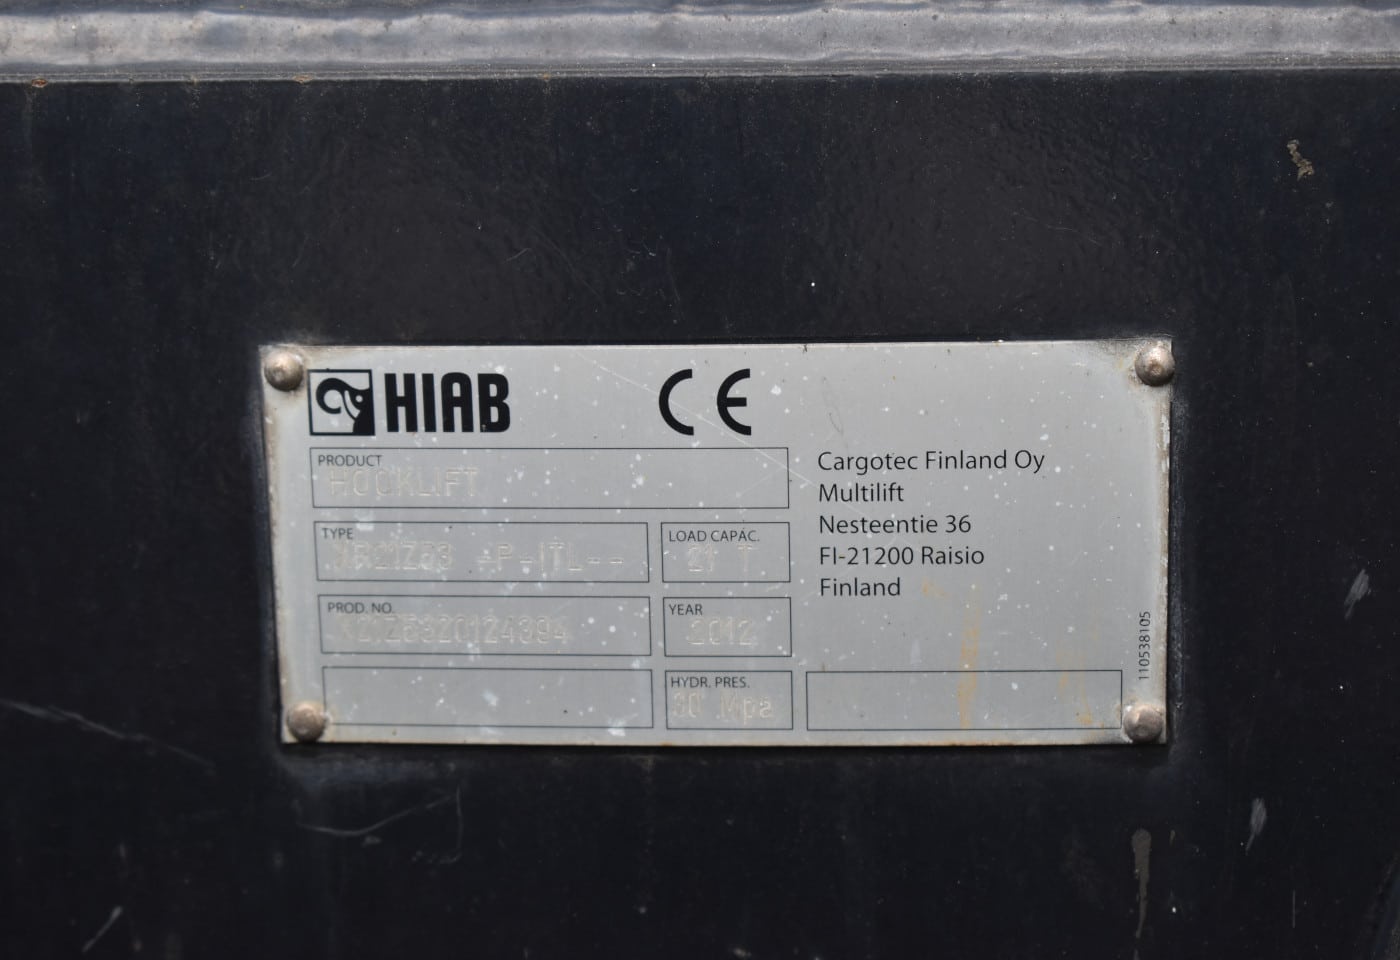 HIAB CE
PRODUCT
HOOKLIFT
TYPE
LOAD CAPAC.
21 T
PROD. NO.
YEAR
2012
HYDR. PRES.
Mpa
Cargotec Finland Oy
Multilift
Nesteentie 36
FI-21200 Raisio
Finland
110538105